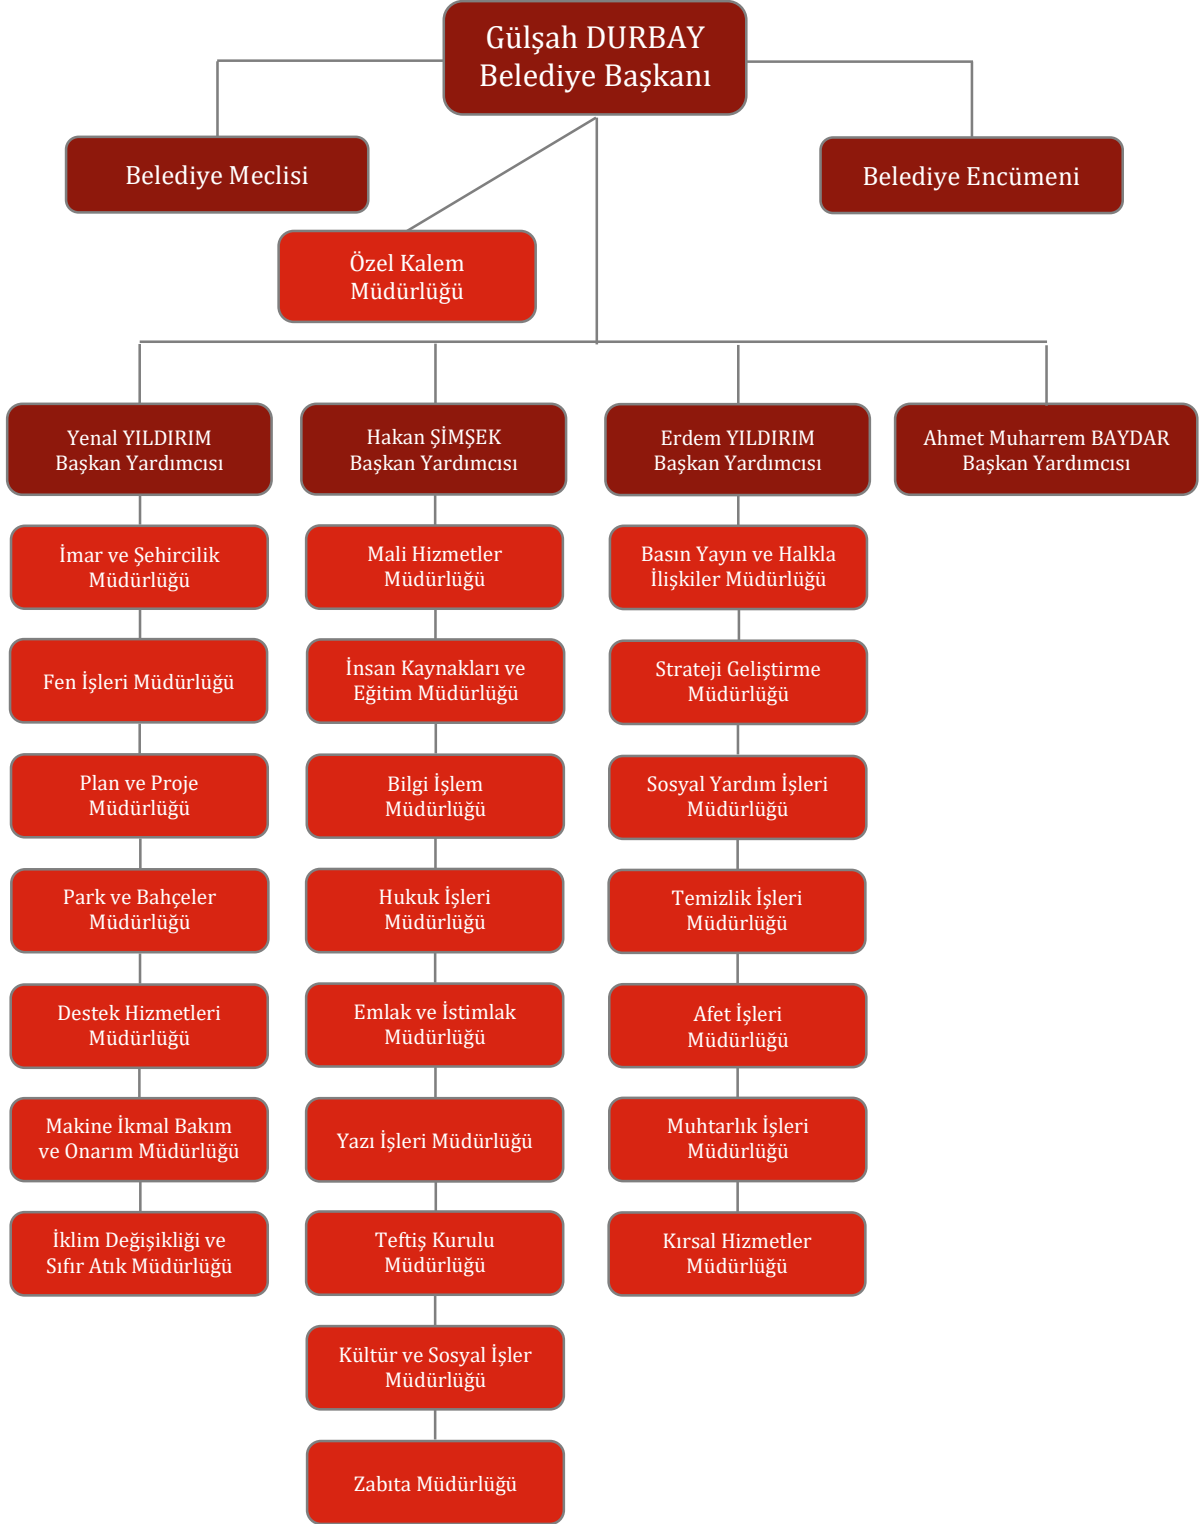 Gülşah DURBAY
Belediye Başkanı
Belediye Meclisi
Belediye Encümeni
Özel Kalem
Müdürlüğü
Yenal YILDIRIM
Başkan Yardımcısı
Hakan ŞİMŞEK
Başkan Yardımcısı
Erdem YILDIRIM
Başkan Yardımcısı
Ahmet Muharrem BAYDAR
Başkan Yardımcısı
İmar ve Şehircilik
Müdürlüğü
Fen İşleri Müdürlüğü
Plan ve Proje
Müdürlüğü
Park ve Bahçeler
Müdürlüğü
Destek Hizmetleri
Müdürlüğü
Makine İkmal Bakım
ve Onarım Müdürlüğü
İklim Değişikliği ve
Sıfır Atık Müdürlüğü
Mali Hizmetler
Müdürlüğü
İnsan Kaynakları ve
Eğitim Müdürlüğü
Bilgi İşlem
Müdürlüğü
Hukuk İşleri
Müdürlüğü
Emlak ve İstimlak
Müdürlüğü
Yazı İşleri Müdürlüğü
Teftiş Kurulu
Müdürlüğü
Kültür ve Sosyal İşler
Müdürlüğü
Zabıta Müdürlüğü
Basın Yayın ve Halkla
İlişkiler Müdürlüğü
Strateji Geliştirme
Müdürlüğü
Sosyal Yardım İşleri
Müdürlüğü
Temizlik İşleri
Müdürlüğü
Afet İşleri
Müdürlüğü
Muhtarlık İşleri
Müdürlüğü
Kırsal Hizmetler
Müdürlüğü